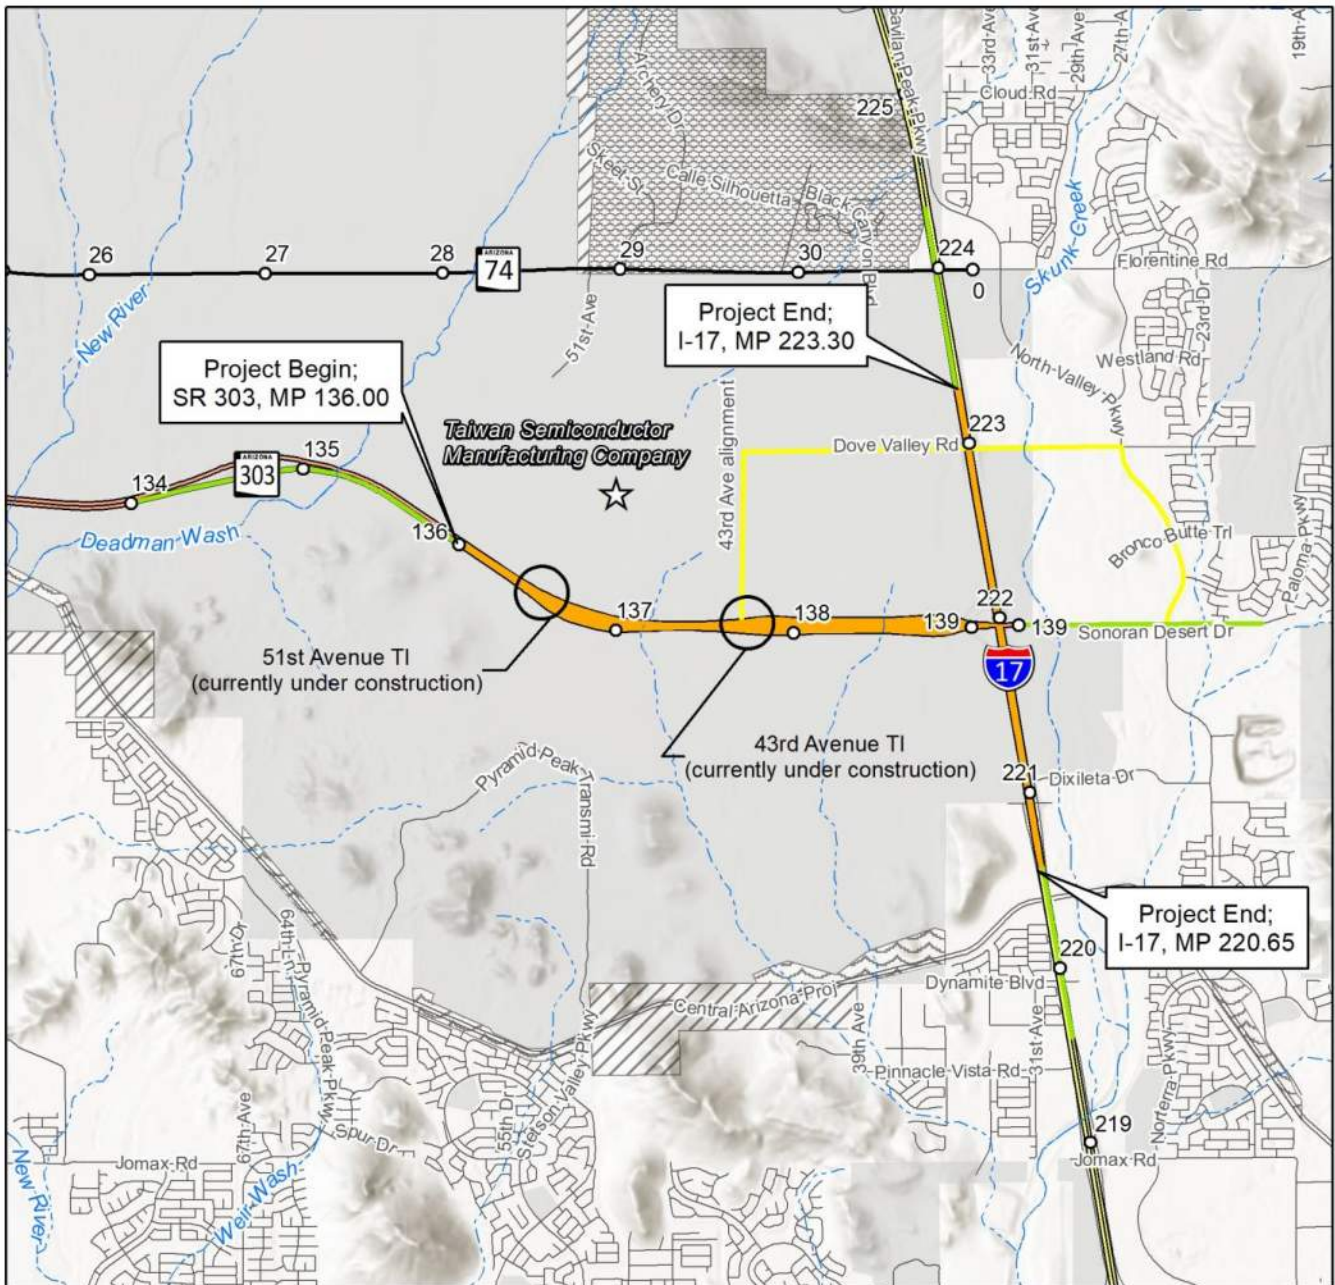 Gavilan Peak Pkwy
33rd Ave
31st Ave
29th Ave
27th A
19th A
Cloud Rd
225
Archery Dr
Skeet St
Calle Silhouetta
Black Canyon Blvd
Skunk Creek
26
27
28
ARIZONA
74
29
30
224
0
Florentine Rd
23rd Dr
New River
51st Ave
Project End;
I-17, MP 223.30
North Valley Pkwy
Westland Rd
Project Begin;
SR 303, MP 136.00
43rd Ave alignment
223
Dove Valley Rd
Taiwan Semiconductor
Manufacturing Company
134
ARIZONA
303
135
136
Deadman Wash
Bronco Butte Trl
Paloma Pkwy
137
138
139
222
139
Sonoran Desert Dr
17
51st Avenue TI
(currently under construction)
43rd Avenue TI
(currently under construction)
221
Dixileta Dr
Pyramid Peak Transmi Rd
Project End;
I-17, MP 220.65
220
Dynamite Blvd
67th Dr
64th Ln
Pyramid Peak Pkwy
Central Arizona Proj
39th Ave
31st Ave
Pinnacle Vista Rd
Norterra Pkwy
67th Ave
Spur Dr
55th Dr
Stetson Valley Pkwy
219
Jomax Rd
Jomax Rd
New River
Weir Wash